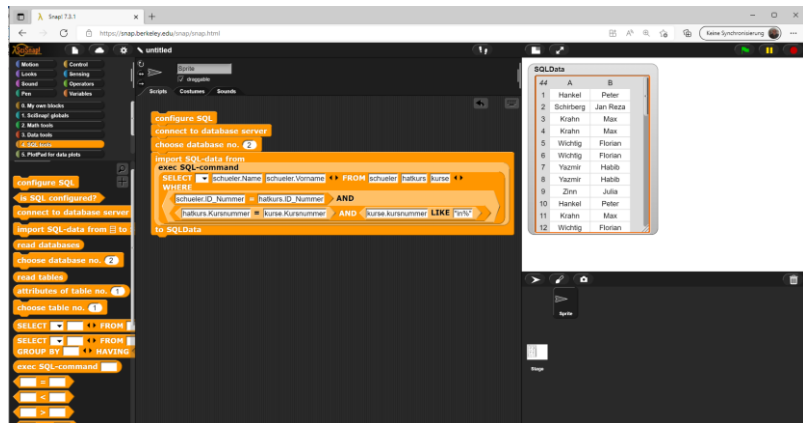 Snap! 7.3.1
https://snap.berkeley.edu/snap/snap.html
Keine Synchronisierung
untitled
Motion Control
Looks Sensing
Sound Operators
Pen Variables
0. My own blocks
1. SciSnap! globals
2. Math tools
3. Data tools
4. SQL tools
5. PlotPad for data plots
configure SQL
is SQL configured?
connect to database server
import SQL-data from to
read databases
choose database no. 2
read tables
attributes of table no. 1
choose table no. 1
SELECT FROM
SELECT FROM
GROUP BY HAVING
exec SQL-command
=
<
>
Sprite
draggable
Scripts Costumes Sounds
configure SQL
connect to database server
choose database no. 2
import SQL-data from
exec SQL-command
SELECT schueler.Name schueler.Vorname FROM schueler hatkurs kurse
WHERE
schueler.ID_Nummer = hatkurs.ID_Nummer AND
hatkurs.Kursnummer = kurse.Kursnummer AND kurse.kursnummer LIKE "in%"
to SQLData
SQLData
44 A B
1 Hankel Peter
2 Schirberg Jan Reza
3 Krahn Max
4 Krahn Max
5 Wichtig Florian
6 Wichtig Florian
7 Yazmir Habib
8 Yazmir Habib
9 Zinn Julia
10 Hankel Peter
11 Krahn Max
12 Wichtig Florian
Sprite
Stage